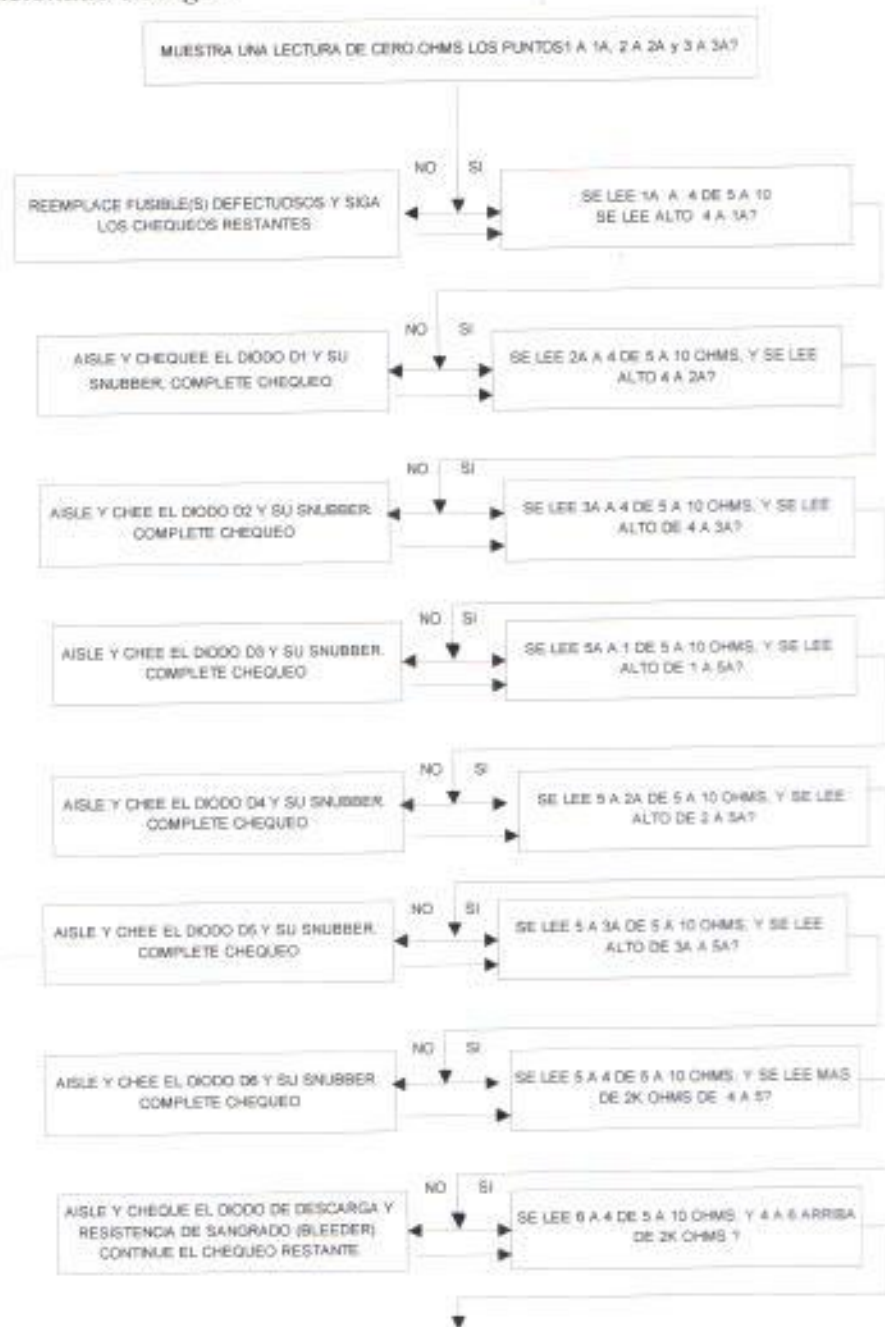 MUESTRA UNA LECTURA DE CERO OHMS LOS PUNTOS1 A 1A, 2 A 2A y 3 A 3A?
NO SI
REEMPLACE FUSIBLE(S) DEFECTUOSOS Y SIGA
LOS CHEQUEOS RESTANTES
SE LEE 1A A 4 DE 5 A 10
SE LEE ALTO 4 A 1A?
NO SI
AISLE Y CHEQUEE EL DIODO D1 Y SU
SNUBBER, COMPLETE CHEQUEO
SE LEE 2A A 4 DE 5 A 10 OHMS, Y SE LEE
ALTO 4 A 2A?
NO SI
AISLE Y CHEE EL DIODO D2 Y SU SNUBBER.
COMPLETE CHEQUEO
SE LEE 3A A 4 DE 5 A 10 OHMS, Y SE LEE
ALTO DE 4 A 3A?
NO SI
AISLE Y CHEE EL DIODO D3 Y SU SNUBBER.
COMPLETE CHEQUEO
SE LEE 5A A 1 DE 5 A 10 OHMS, Y SE LEE
ALTO DE 1 A 5A?
NO SI
AISLE Y CHEE EL DIODO D4 Y SU SNUBBER.
COMPLETE CHEQUEO
SE LEE 5 A 2A DE 5 A 10 OHMS, Y SE LEE
ALTO DE 2 A 5A?
NO SI
AISLE Y CHEE EL DIODO D5 Y SU SNUBBER.
COMPLETE CHEQUEO
SE LEE 5 A 3A DE 5 A 10 OHMS, Y SE LEE
ALTO DE 3A A 5A?
NO SI
AISLE Y CHEE EL DIODO D6 Y SU SNUBBER.
COMPLETE CHEQUEO
SE LEE 5 A 4 DE 5 A 10 OHMS, Y SE LEE MAS
DE 2K OHMS DE 4 A 5?
NO SI
AISLE Y CHEQUE EL DIODO DE DESCARGA Y
RESISTENCIA DE SANGRADO (BLEEDER)
CONTINUE EL CHEQUEO RESTANTE
SE LEE 6 A 4 DE 5 A 10 OHMS, Y 4 A 6 ARRIBA
DE 2K OHMS ?